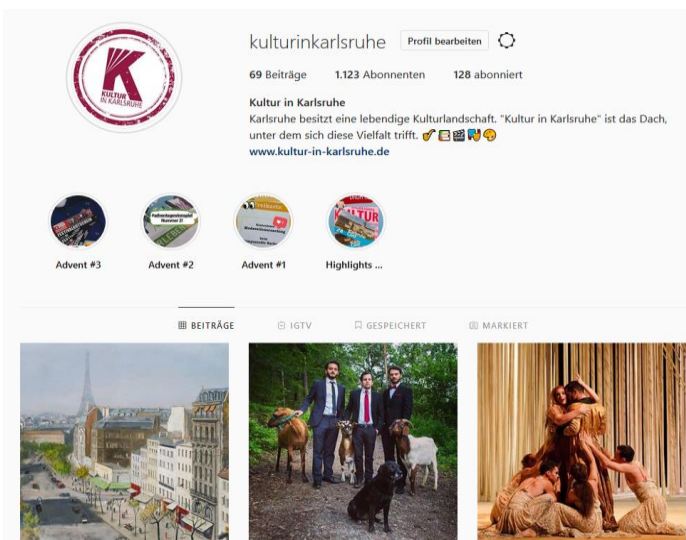 kulturinkarlsruhe Profil bearbeiten
69 Beiträge 1.123 Abonnenten 128 abonniert
Kultur in Karlsruhe
Karlsruhe besitzt eine lebendige Kulturlandschaft. "Kultur in Karlsruhe" ist das Dach,
unter dem sich diese Vielfalt trifft. 🎷📗🎬💃🎨
www.kultur-in-karlsruhe.de
K
KULTUR
IN KARLSRUHE
KULTUR
Advent #3 Advent #2 Advent #1 Highlights ...
BEITRÄGE IGTV GESPEICHERT MARKIERT